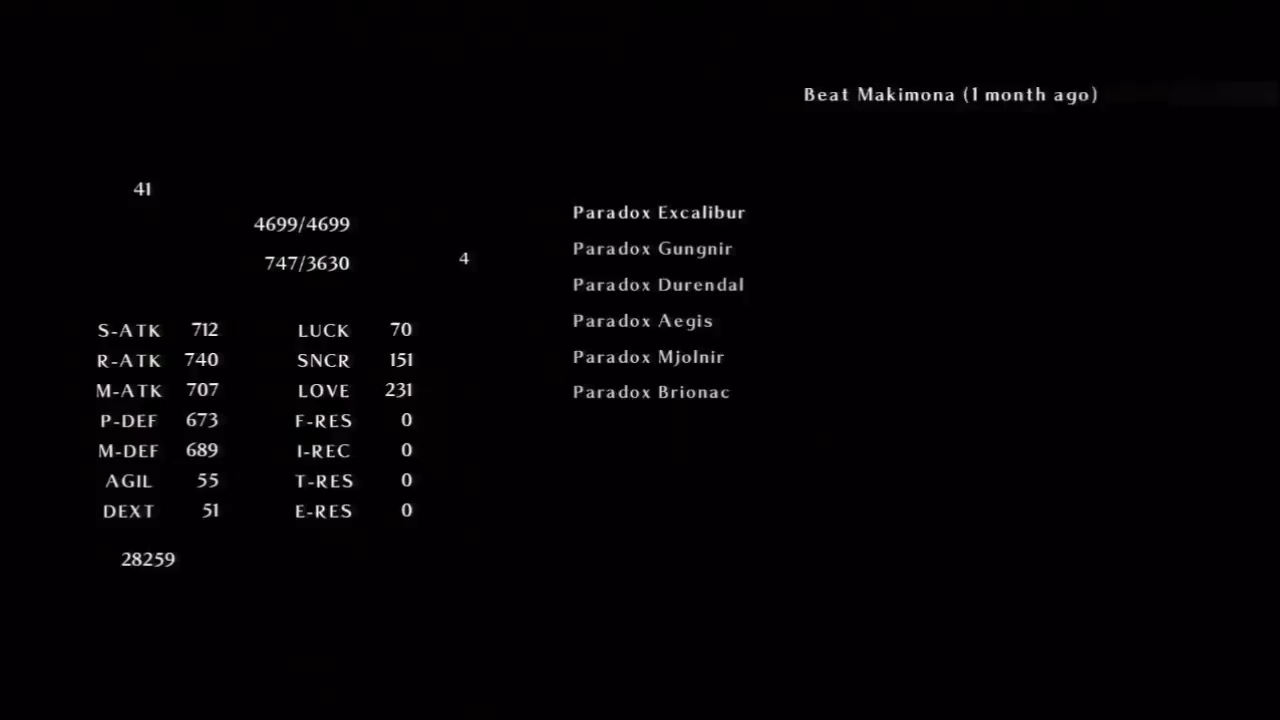 Beat Makimona (1 month ago)
41
4699/4699
747/3630
4
S-ATK 712 LUCK 70
R-ATK 740 SNCR 151
M-ATK 707 LOVE 231
P-DEF 673 F-RES 0
M-DEF 689 I-REC 0
AGIL 55 T-RES 0
DEXT 51 E-RES 0
28259
Paradox Excalibur
Paradox Gungnir
Paradox Durendal
Paradox Aegis
Paradox Mjolnir
Paradox Brionac